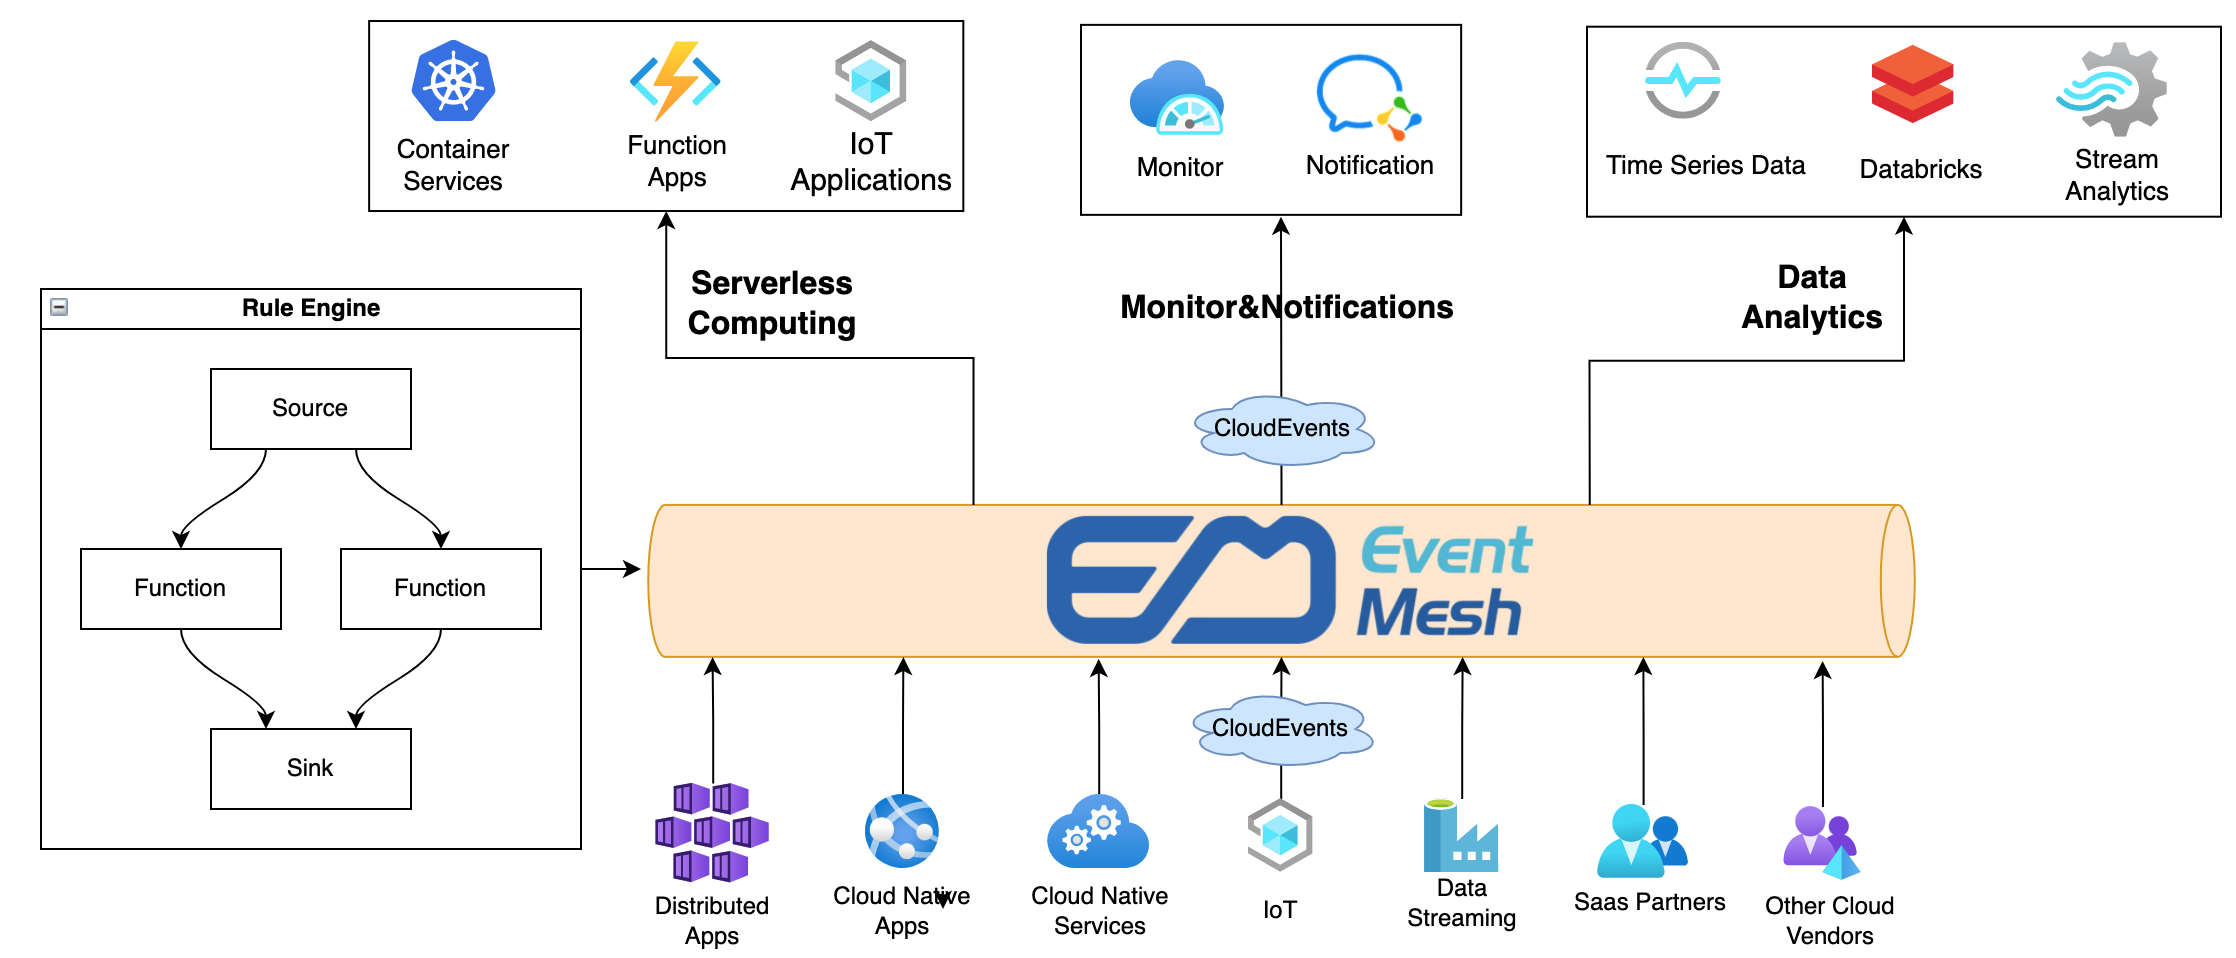 Container
Services
Function
Apps
IoT
Applications
Monitor
Notification
Time Series Data
Databricks
Stream
Analytics
Serverless
Computing
Monitor&Notifications
Data
Analytics
Rule Engine
Source
Function
Function
Sink
CloudEvents
EM
Event
Mesh
CloudEvents
Distributed
Apps
Cloud Native
Apps
Cloud Native
Services
IoT
Data
Streaming
Saas Partners
Other Cloud
Vendors